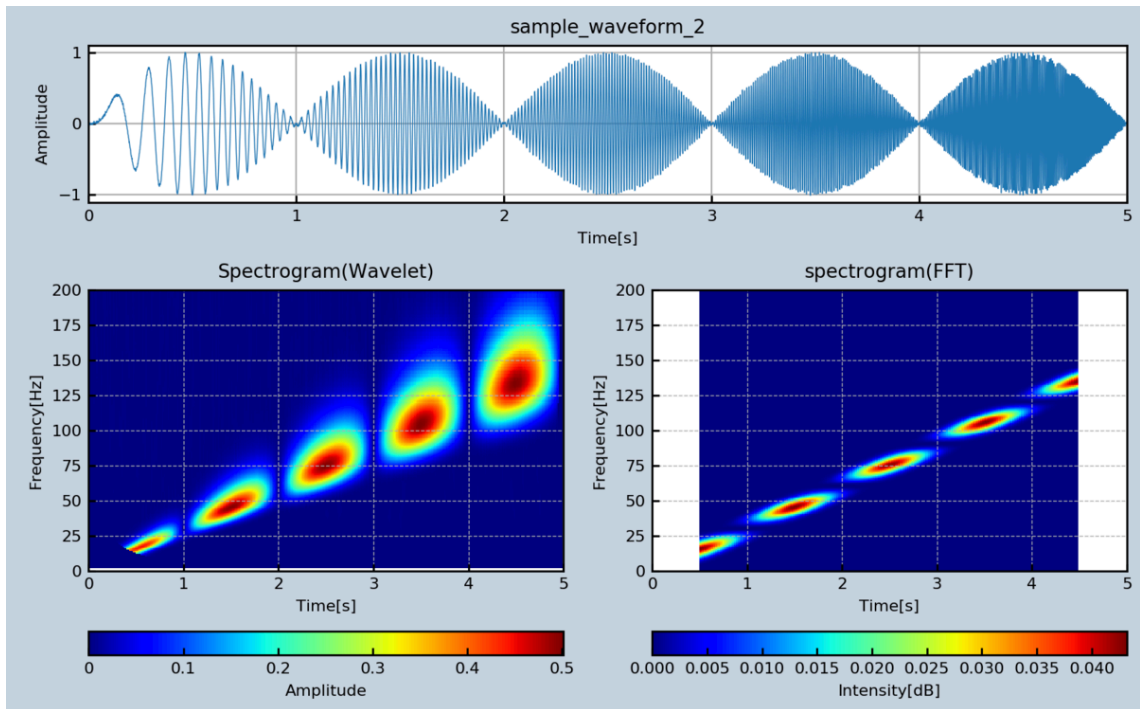 sample_waveform_2
Amplitude
1
0
−1
0 1 2 3 4 5
Time[s]
Spectrogram(Wavelet)
Frequency[Hz]
200
175
150
125
100
75
50
25
0
0 1 2 3 4 5
Time[s]
0 0.1 0.2 0.3 0.4 0.5
Amplitude
spectrogram(FFT)
Frequency[Hz]
200
175
150
125
100
75
50
25
0
0 1 2 3 4 5
Time[s]
0.000 0.005 0.010 0.015 0.020 0.025 0.030 0.035 0.040
Intensity[dB]